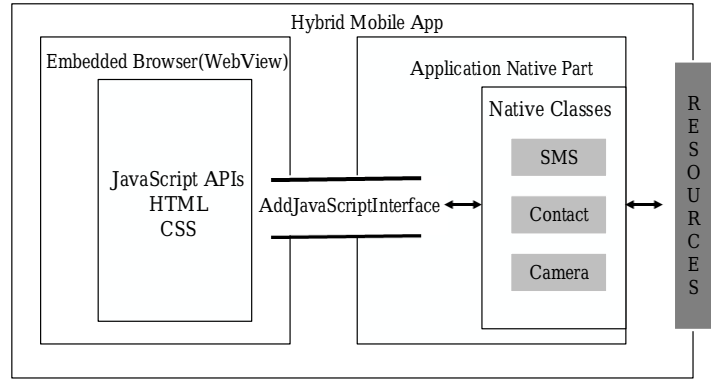 Hybrid Mobile App
Embedded Browser(WebView)
JavaScript APIs
HTML
CSS
AddJavaScriptInterface
Application Native Part
Native Classes
SMS
Contact
Camera
RESOURCES